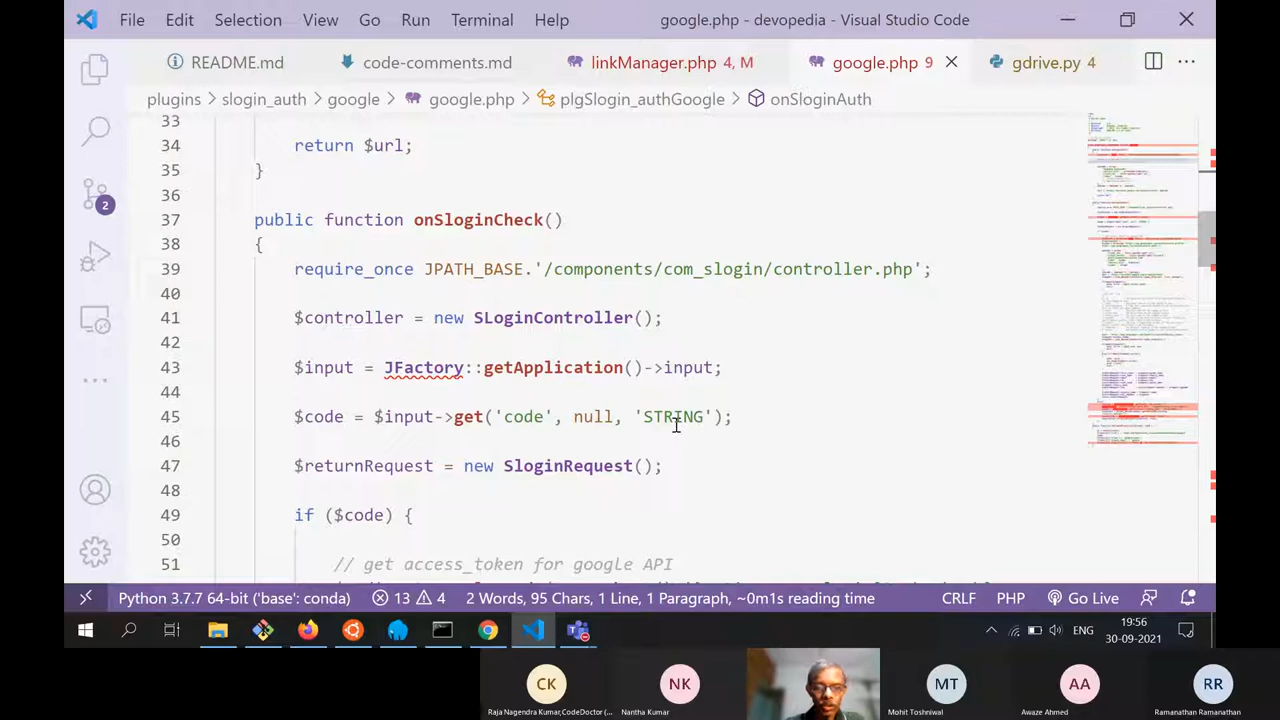 File Edit Selection View Go Run Terminal Help google.php - devopedia - Visual Studio Code
README.md code-comments.md linkManager.php 4, M google.php 9 gdrive.py 4
plugins > slogin_auth > google > google.php > plgSlogin_authGoogle > onSloginAuth
33
34 return $url;
35 }
36
37 public function onSloginCheck()
38 {
39 require_once JPATH_BASE.'/components/com_slogin/controller.php';
40
41 $controller = new SLoginController();
42
43 $input = JFactory::getApplication()->input;
45 $code = $input->get('code', null, 'STRING');
46
47 $returnRequest = new SloginRequest();
48
49 if ($code) {
50
51 // get access_token for google API
2
Python 3.7.7 64-bit ('base': conda) 13 4 2 Words, 95 Chars, 1 Line, 1 Paragraph, ~0m1s reading time CRLF PHP Go Live
ENG 19:56
30-09-2021
CK NK MT AA RR
Raja Nagendra Kumar,CodeDoctor (... Nantha Kumar Mohit Toshniwal Awaze Ahmed Ramanathan Ramanathan